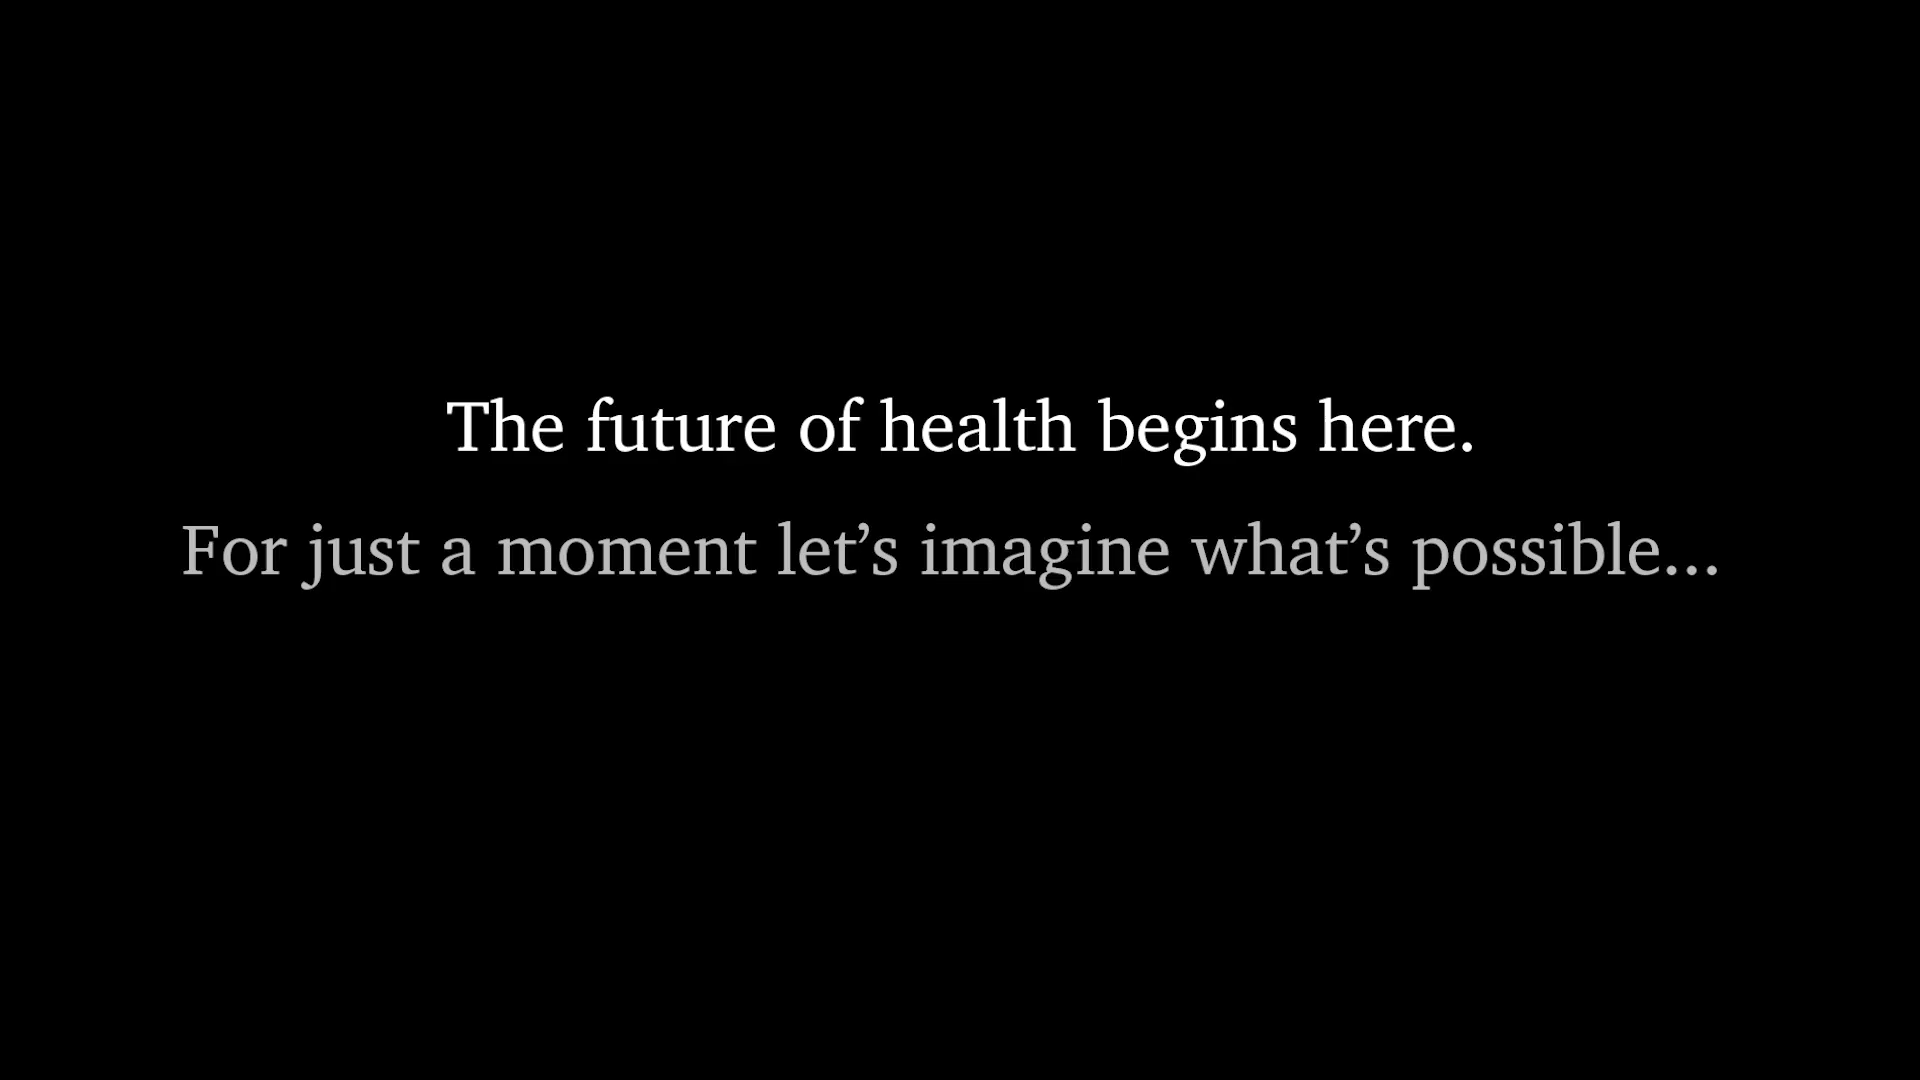 The future of health begins here.
For just a moment let’s imagine what’s possible...